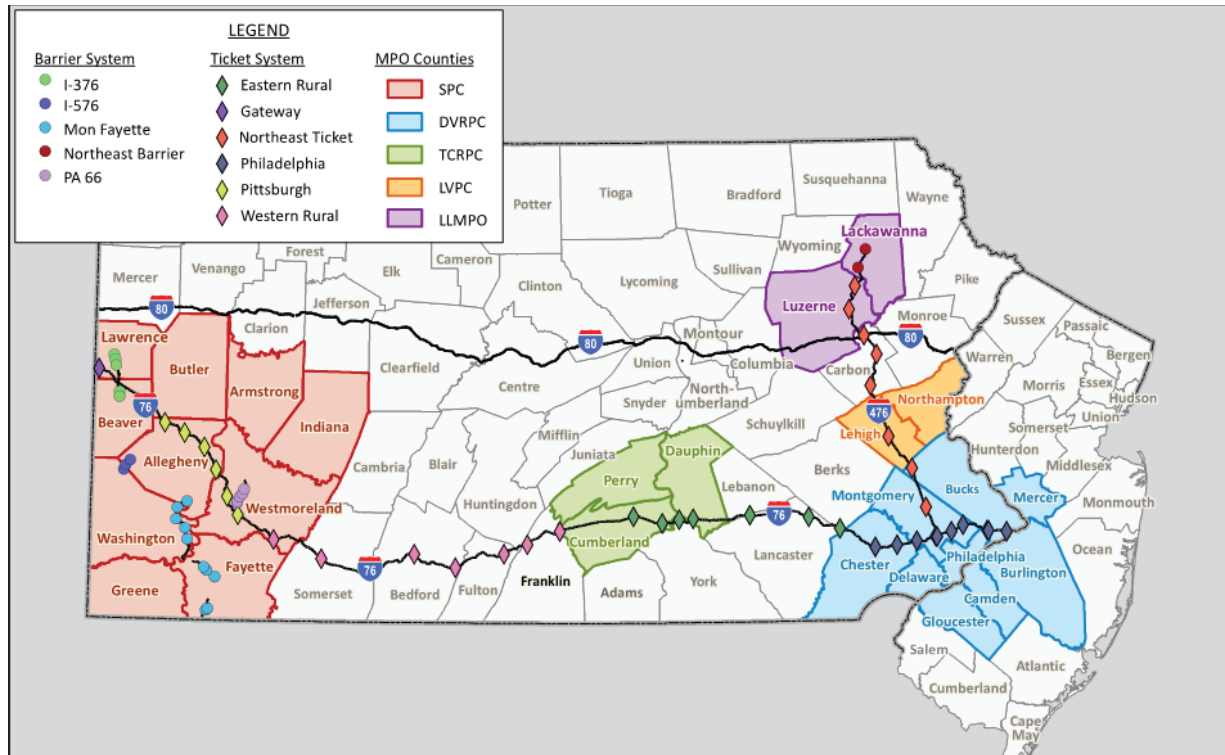 LEGEND
Barrier System
I-376
I-576
Mon Fayette
Northeast Barrier
PA 66
Ticket System
Eastern Rural
Gateway
Northeast Ticket
Philadelphia
Pittsburgh
Western Rural
MPO Counties
SPC
DVRPC
TCRPC
LVPC
LLMPO
Tioga
Bradford
Susquehanna
Wayne
Potter
Lackawanna
Wyoming
Forest
Cameron
Mercer
Venango
Elk
Sullivan
Lycoming
Pike
Clinton
Jefferson
Luzerne
80
Monroe
Sussex
Passaic
Lawrence
Clarion
Montour
80
Bergen
80
Union
Columbia
Warren
Butler
Clearfield
Carbon
Essex
Morris
Hudson
Armstrong
Centre
North-
umberland
Northampton
Snyder
76
476
Union
Beaver
Schuylkill
Somerset
Indiana
Mifflin
Lehigh
Juniata
Dauphin
Hunterdon
Allegheny
Middlesex
Cambria
Blair
Berks
Perry
Lebanon
Bucks
Montgomery
Mercer
Huntingdon
Monmouth
Westmoreland
76
Washington
Cumberland
Philadelphia
Ocean
Lancaster
Chester
Fayette
76
Franklin
Delaware
Burlington
Greene
Fulton
York
Somerset
Bedford
Adams
Camden
Gloucester
Salem
Atlantic
Cumberland
Cape
May